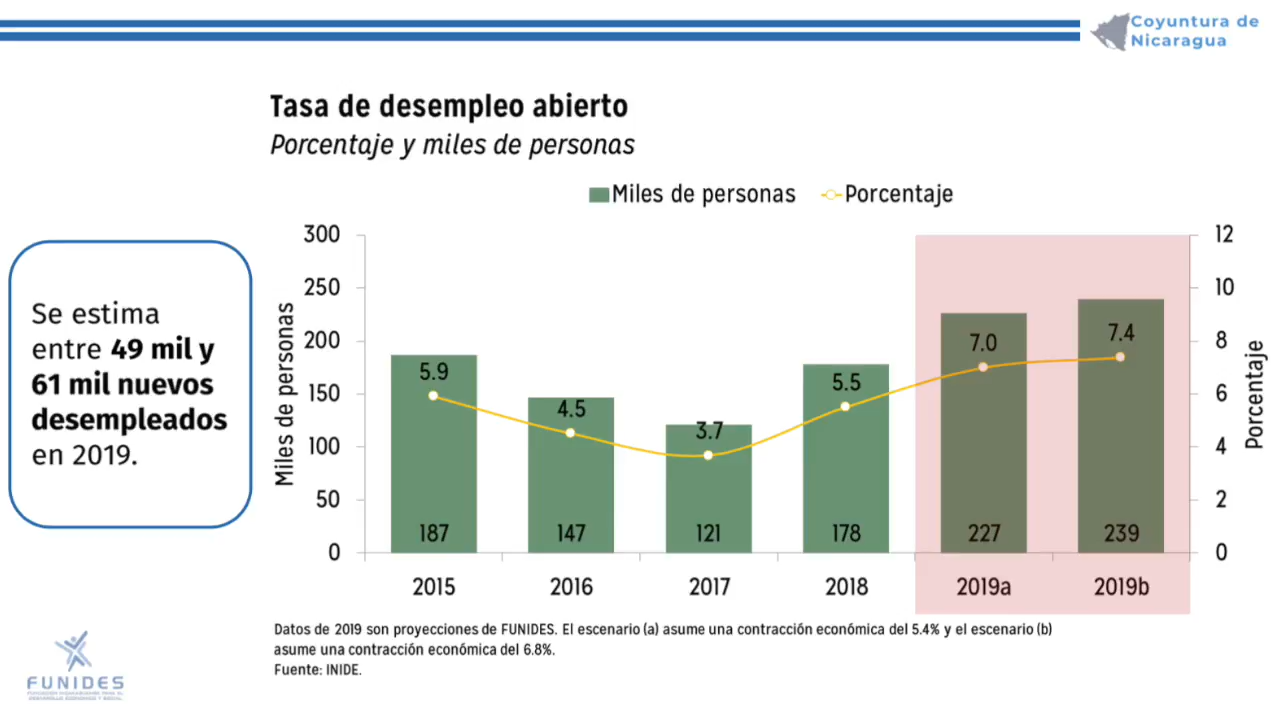 Coyuntura de
Nicaragua
Tasa de desempleo abierto
Porcentaje y miles de personas
Miles de personas
Porcentaje
Se estima
entre 49 mil y
61 mil nuevos
desempleados
en 2019.
Miles de personas
300
250
200
150
100
50
0
5.9
4.5
3.7
5.5
7.0
7.4
187
147
121
178
227
239
12
10
8
6
4
2
0
Porcentaje
2015
2016
2017
2018
2019a
2019b
Datos de 2019 son proyecciones de FUNIDES. El escenario (a) asume una contracción económica del 5.4% y el escenario (b)
asume una contracción económica del 6.8%.
Fuente: INIDE.
FUNIDES